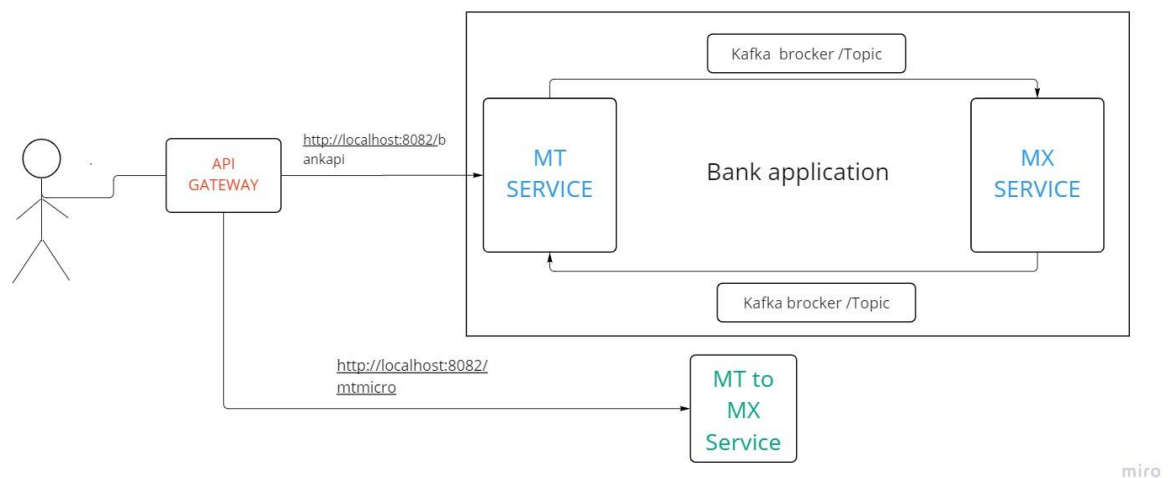 Kafka brocker /Topic
http://localhost:8082/b
ankapi
API
GATEWAY
MT
SERVICE
Bank application
MX
SERVICE
Kafka brocker /Topic
http://localhost:8082/
mtmicro
MT to
MX
Service
miro